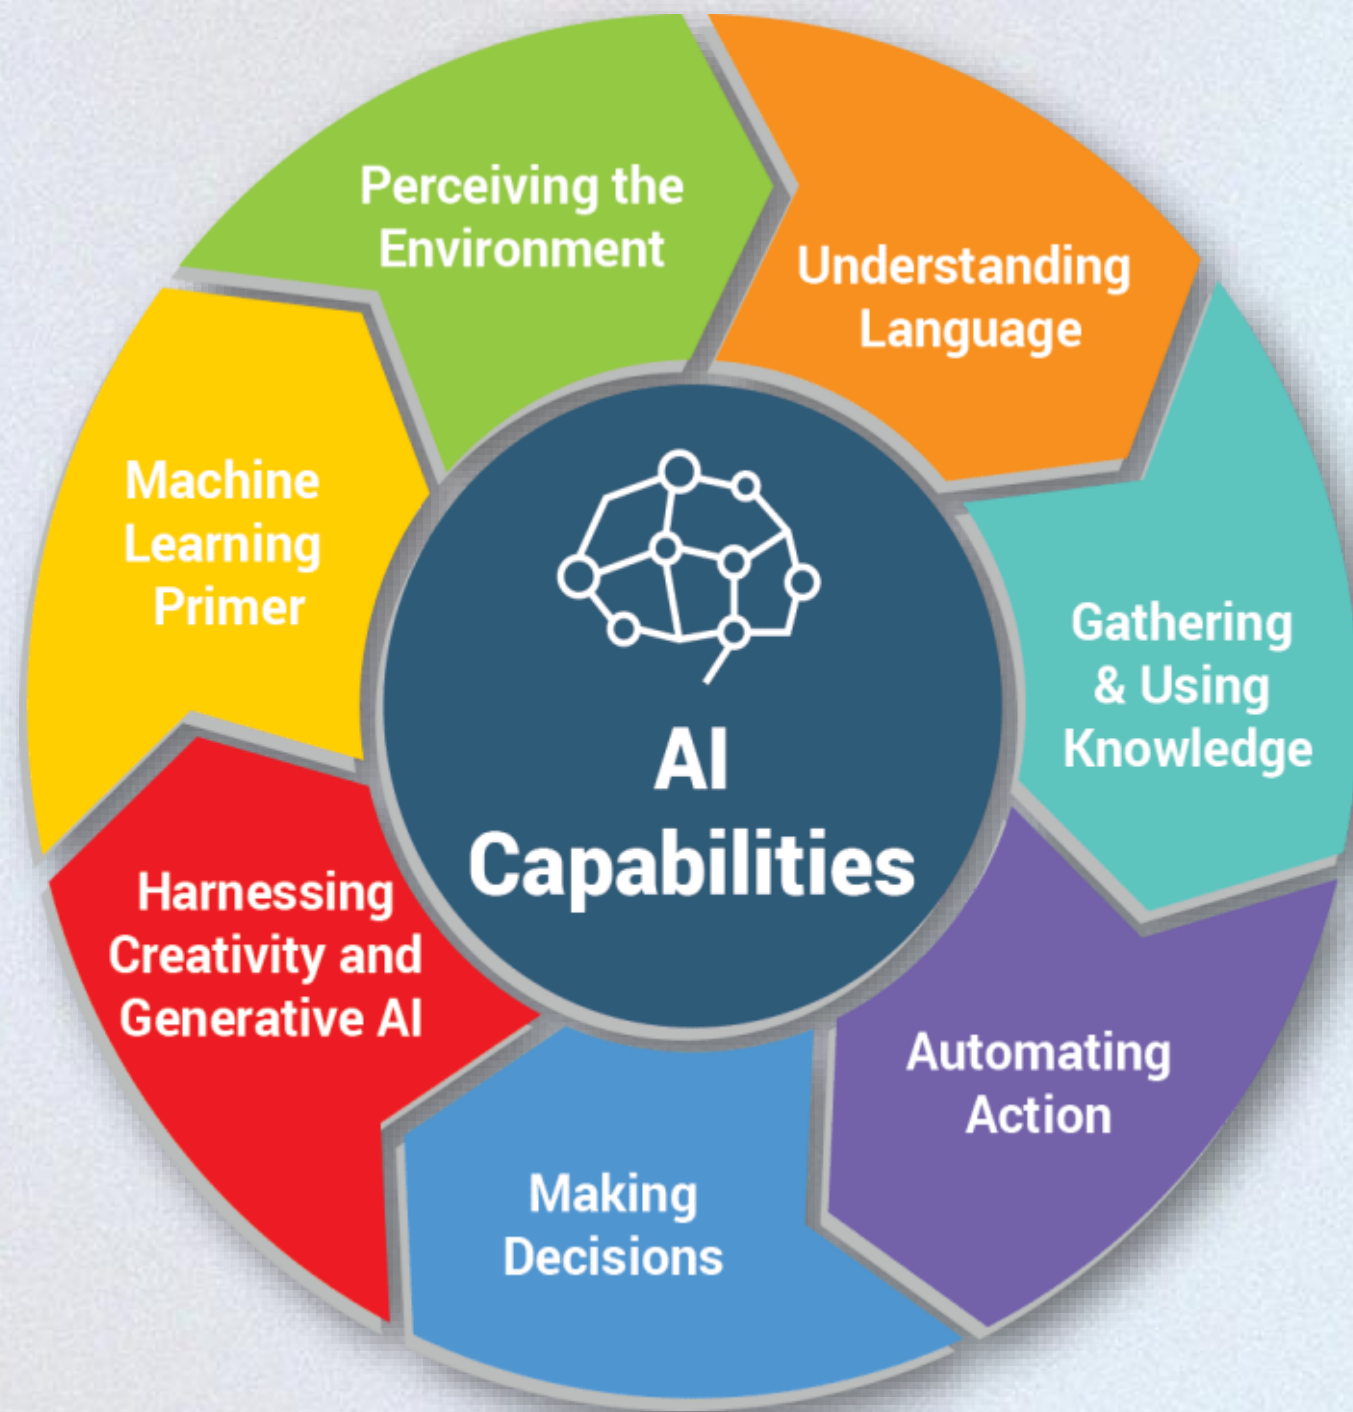 Perceiving the
Environment
Understanding
Language
Gathering
& Using
Knowledge
Automating
Action
Making
Decisions
Harnessing
Creativity and
Generative AI
Machine
Learning
Primer
AI
Capabilities